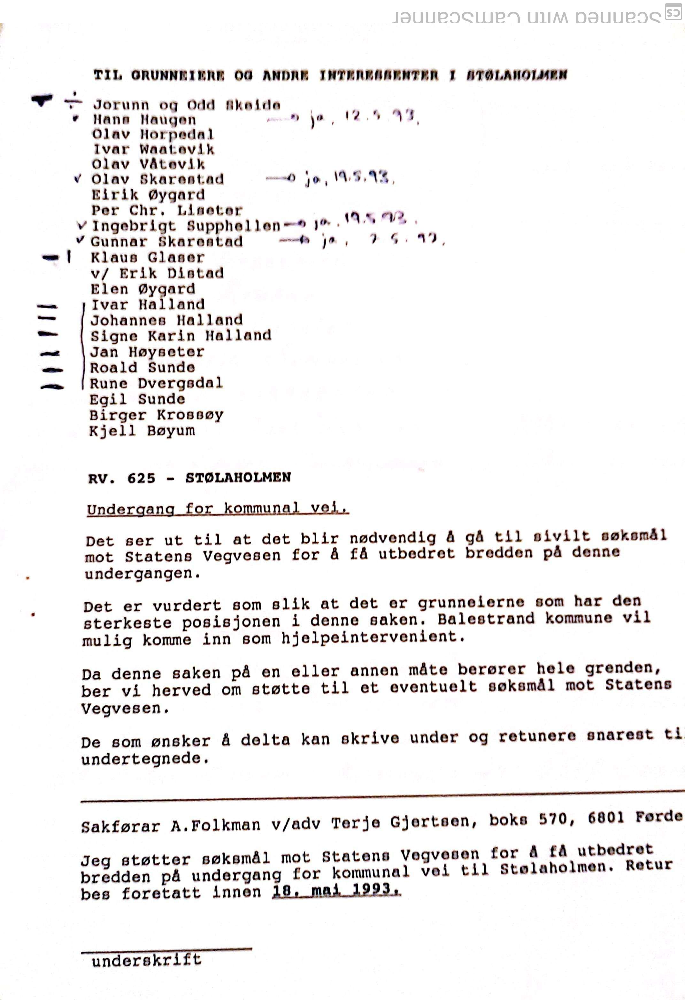 Scanned with CamScanner
CS
TIL GRUNNEIERE OG ANDRE INTERESSENTER I STØLAHOLMEN
÷ Jorunn og Odd Skeide
Hans Haugen → ja, 12.5.93.
Olav Horpedal
Ivar Waatevik
Olav Våtevik
✓ Olav Skarestad → ja, 19.5.93.
Eirik Øygard
Per Chr. Liseter
✓ Ingebrigt Supphellen → ja, 19.5.93.
✓ Gunnar Skarestad → ja,
Klaus Glaser
v/ Erik Distad
Elen Øygard
Ivar Halland
Johannes Halland
Signe Karin Halland
Jan Høyseter
Roald Sunde
Rune Dvergsdal
Egil Sunde
Birger Krossøy
Kjell Bøyum
RV. 625 - STØLAHOLMEN
Undergang for kommunal vei.
Det ser ut til at det blir nødvendig å gå til sivilt søksmål
mot Statens Vegvesen for å få utbedret bredden på denne
undergangen.
Det er vurdert som slik at det er grunneierne som har den
sterkeste posisjonen i denne saken. Balestrand kommune vil
mulig komme inn som hjelpeintervenient.
Da denne saken på en eller annen måte berører hele grenden,
ber vi herved om støtte til et eventuelt søksmål mot Statens
Vegvesen.
De som ønsker å delta kan skrive under og retunere snarest ti
undertegnede.
Sakførar A.Folkman v/adv Terje Gjertsen, boks 570, 6801 Førde
Jeg støtter søksmål mot Statens Vegvesen for å få utbedret
bredden på undergang for kommunal vei til Stølaholmen. Retur
bes foretatt innen 18. mai 1993.
underskrift